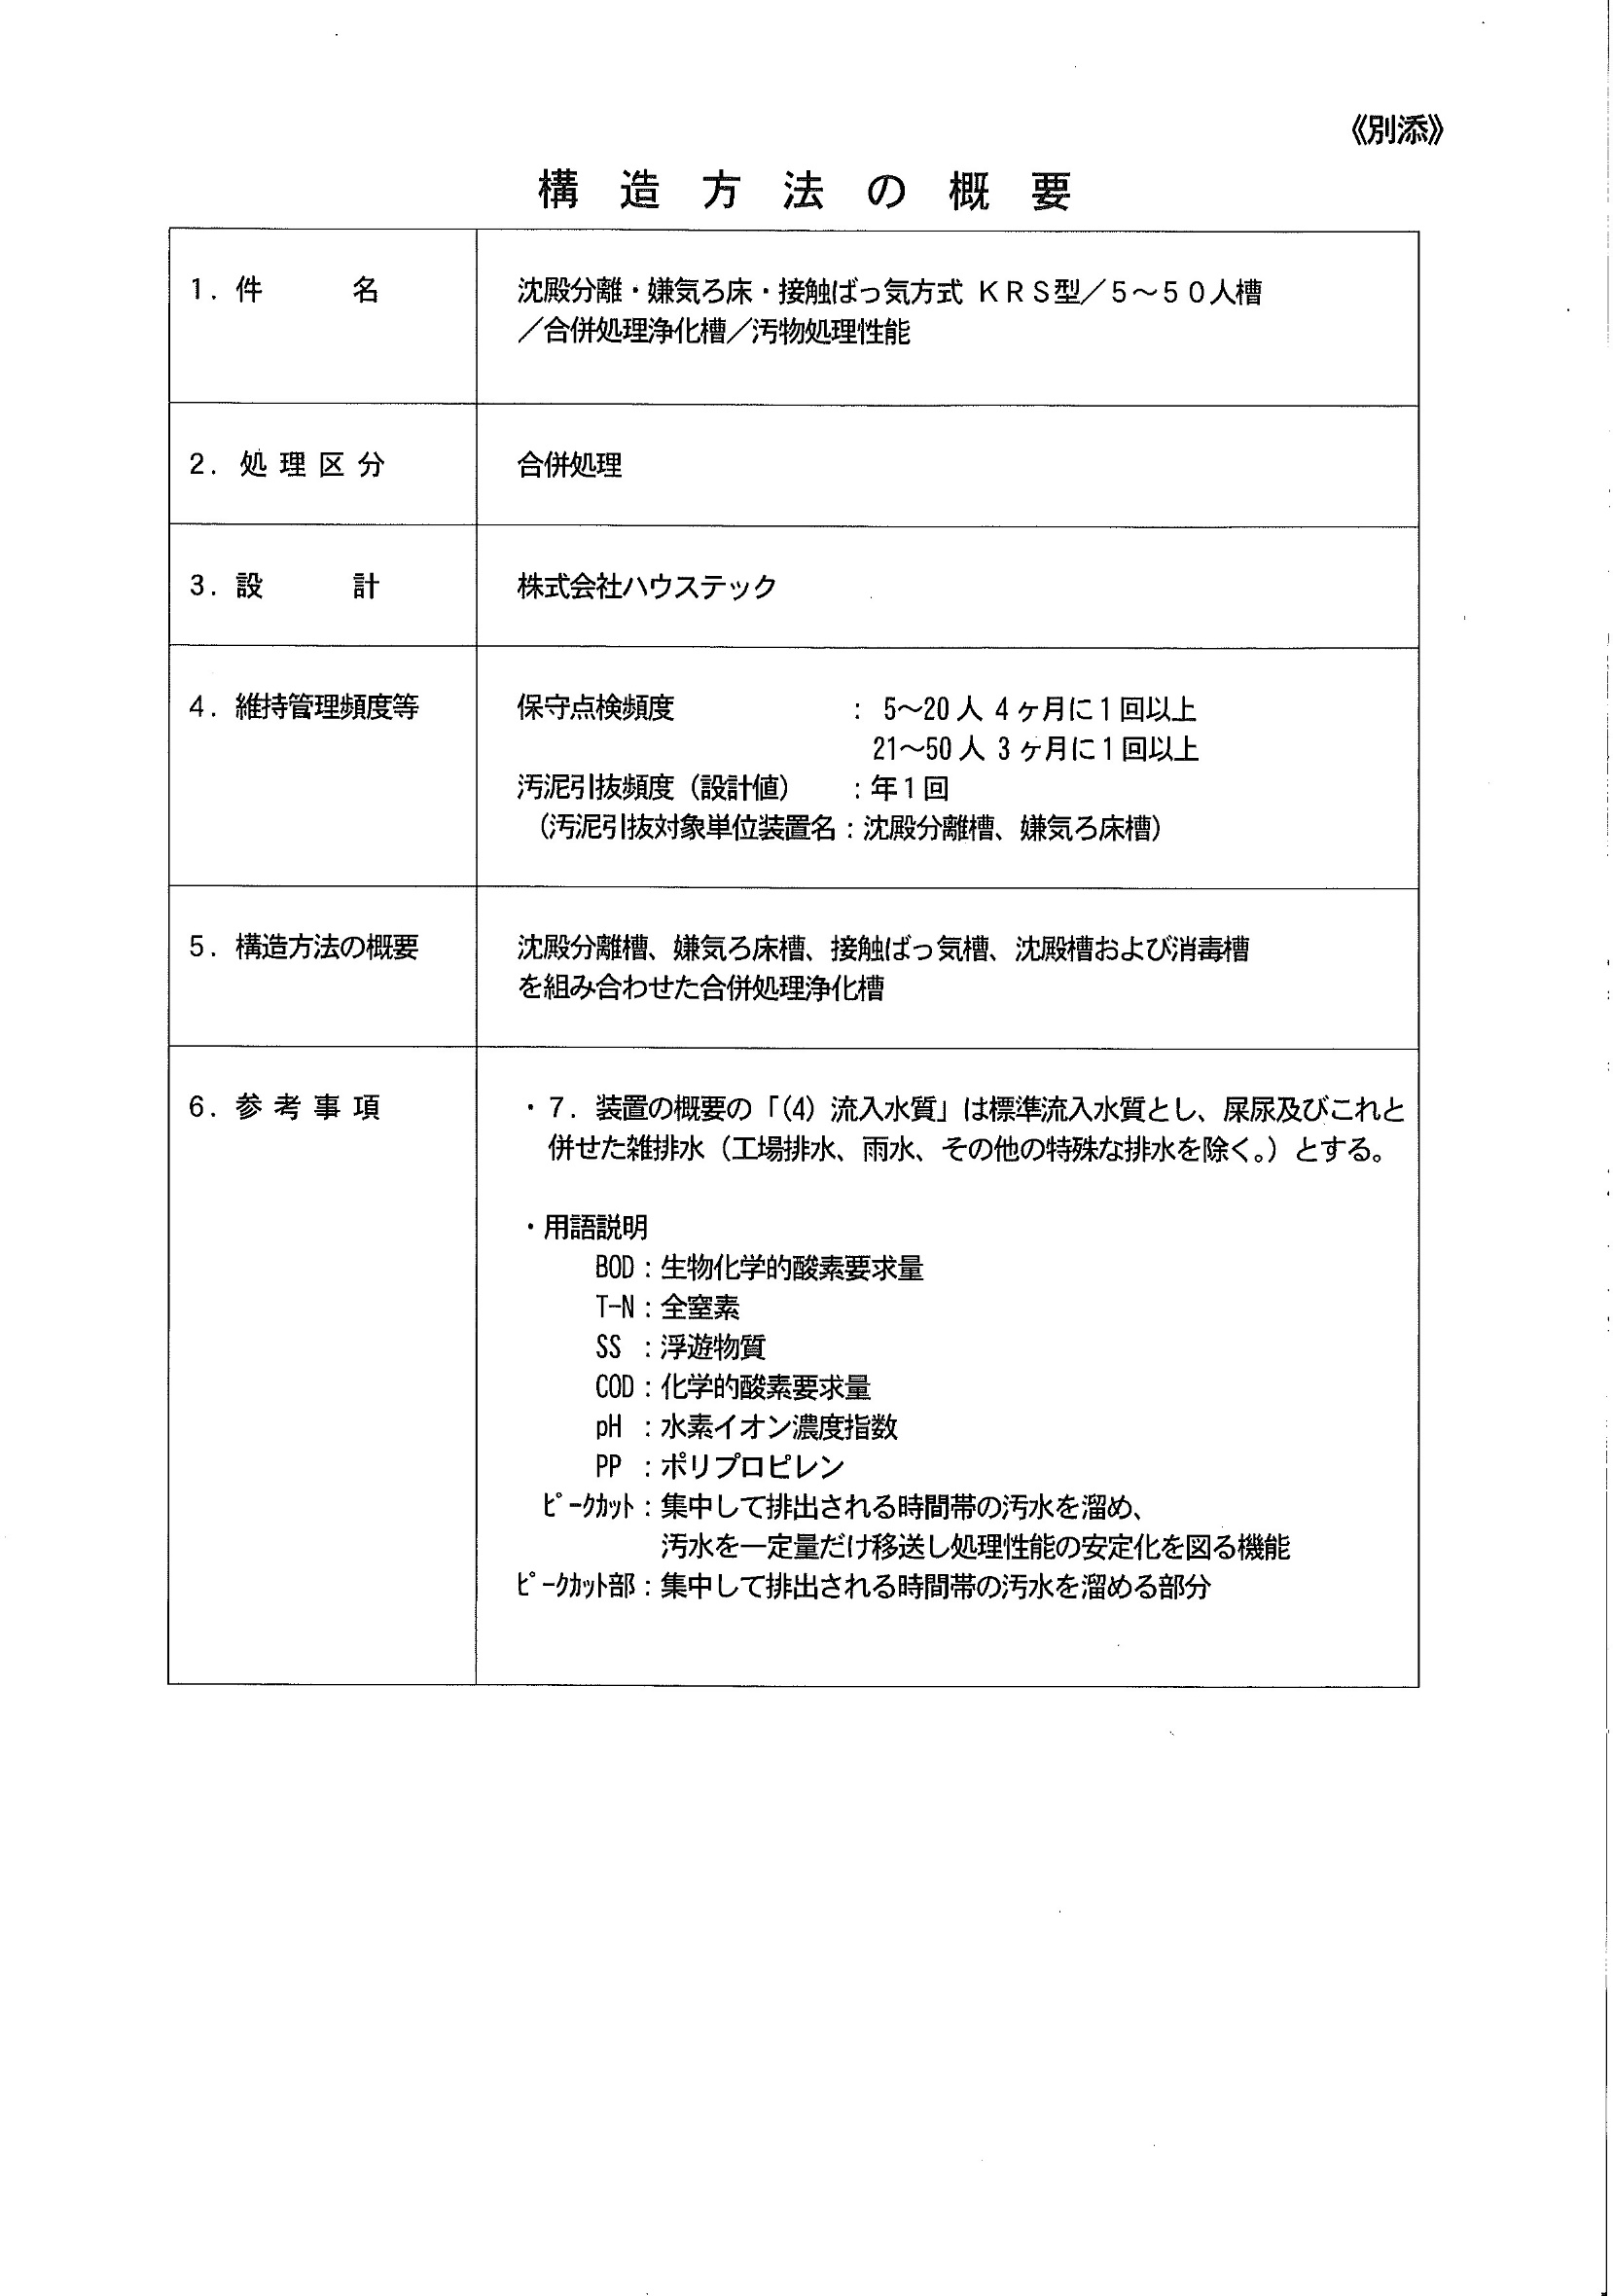 《別添》
構造方法の概要
1．件　　　名
沈殿分離・嫌気ろ床・接触ばっ気方式 ＫＲＳ型／５～５０人槽
／合併処理浄化槽／汚物処理性能
2．処理区分
合併処理
3．設　　　計
株式会社ハウステック
4．維持管理頻度等
保守点検頻度　　　　　　　： 5～20 人 4 ヶ月に 1 回以上
21～50 人 3 ヶ月に 1 回以上
汚泥引抜頻度（設計値）　　：年 1 回
（汚泥引抜対象単位装置名：沈殿分離槽、嫌気ろ床槽）
5．構造方法の概要
沈殿分離槽、嫌気ろ床槽、接触ばっ気槽、沈殿槽および消毒槽
を組み合わせた合併処理浄化槽
6．参考事項
・7．装置の概要の「(4) 流入水質」は標準流入水質とし、屎尿及びこれと
併せた雑排水（工場排水、雨水、その他の特殊な排水を除く。）とする。
・用語説明
BOD：生物化学的酸素要求量
T-N：全窒素
SS ：浮遊物質
COD：化学的酸素要求量
pH ：水素イオン濃度指数
PP ：ポリプロピレン
ﾋﾟｰｸｶｯﾄ：集中して排出される時間帯の汚水を溜め、
汚水を一定量だけ移送し処理性能の安定化を図る機能
ﾋﾟｰｸｶｯﾄ部：集中して排出される時間帯の汚水を溜める部分